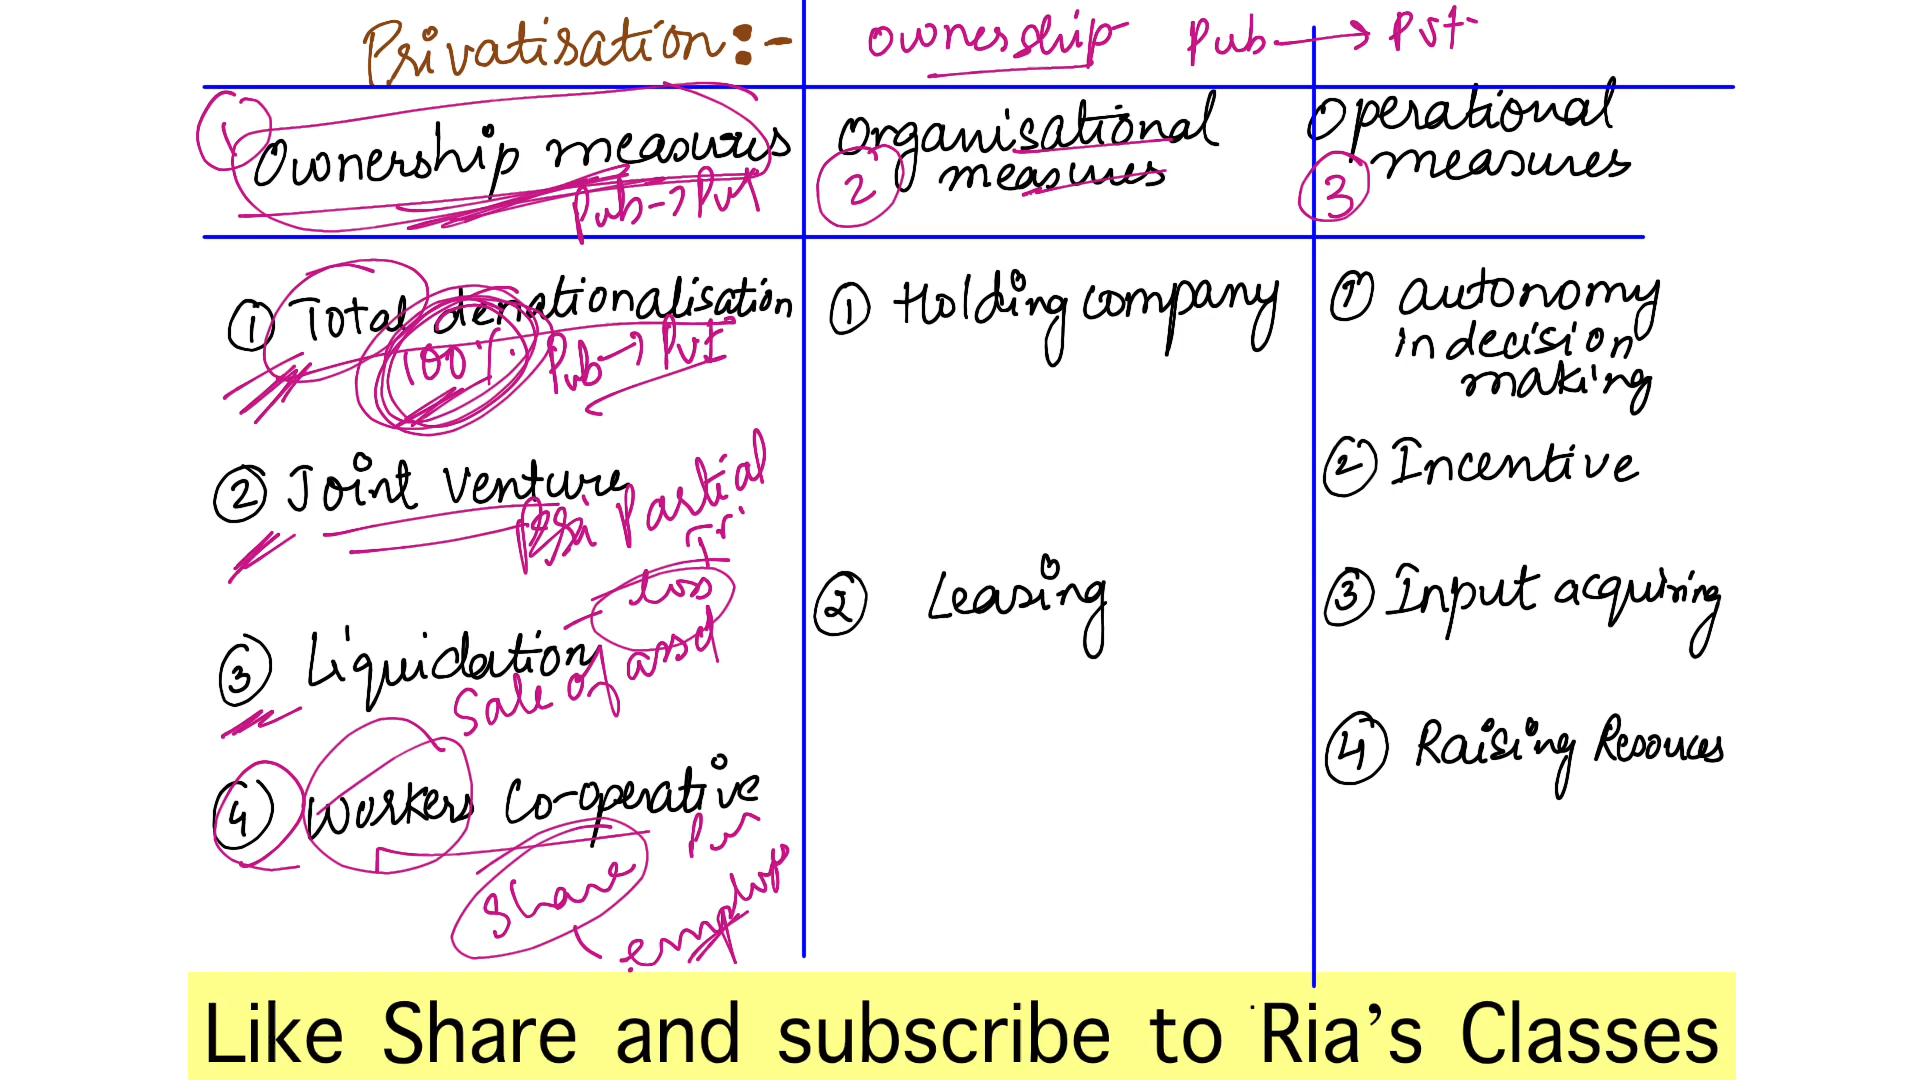 Privatisation :-
Ownership Pub → Pvt
1 Ownership measures
Pub → Pvt
2 Organisational
measures
3 Operational
measures
① Total denationalisation
100% Pub → Pvt
② Joint Venture
Partial
loss
③ Liquidation
Sale of
④ Workers Co-operative
Share
① Holding company
② Leasing
① autonomy
in decision
making
② Incentive
③ Input acquiring
④ Raising Resources
Like Share and subscribe to Ria's Classes